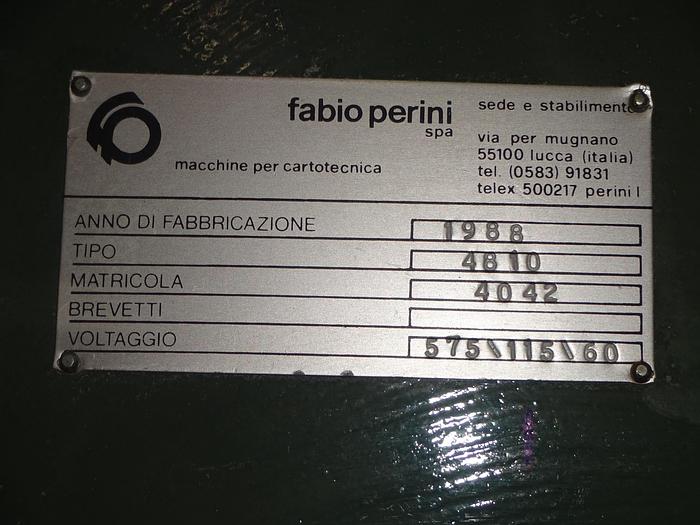 fabio perini
spa
macchine per cartotecnica
sede e stabilimento
via per mugnano
55100 lucca (italia)
tel. (0583) 91831
telex 500217 perini l
ANNO DI FABBRICAZIONE 1988
TIPO 4810
MATRICOLA 4042
BREVETTI
VOLTAGGIO 575\115\60